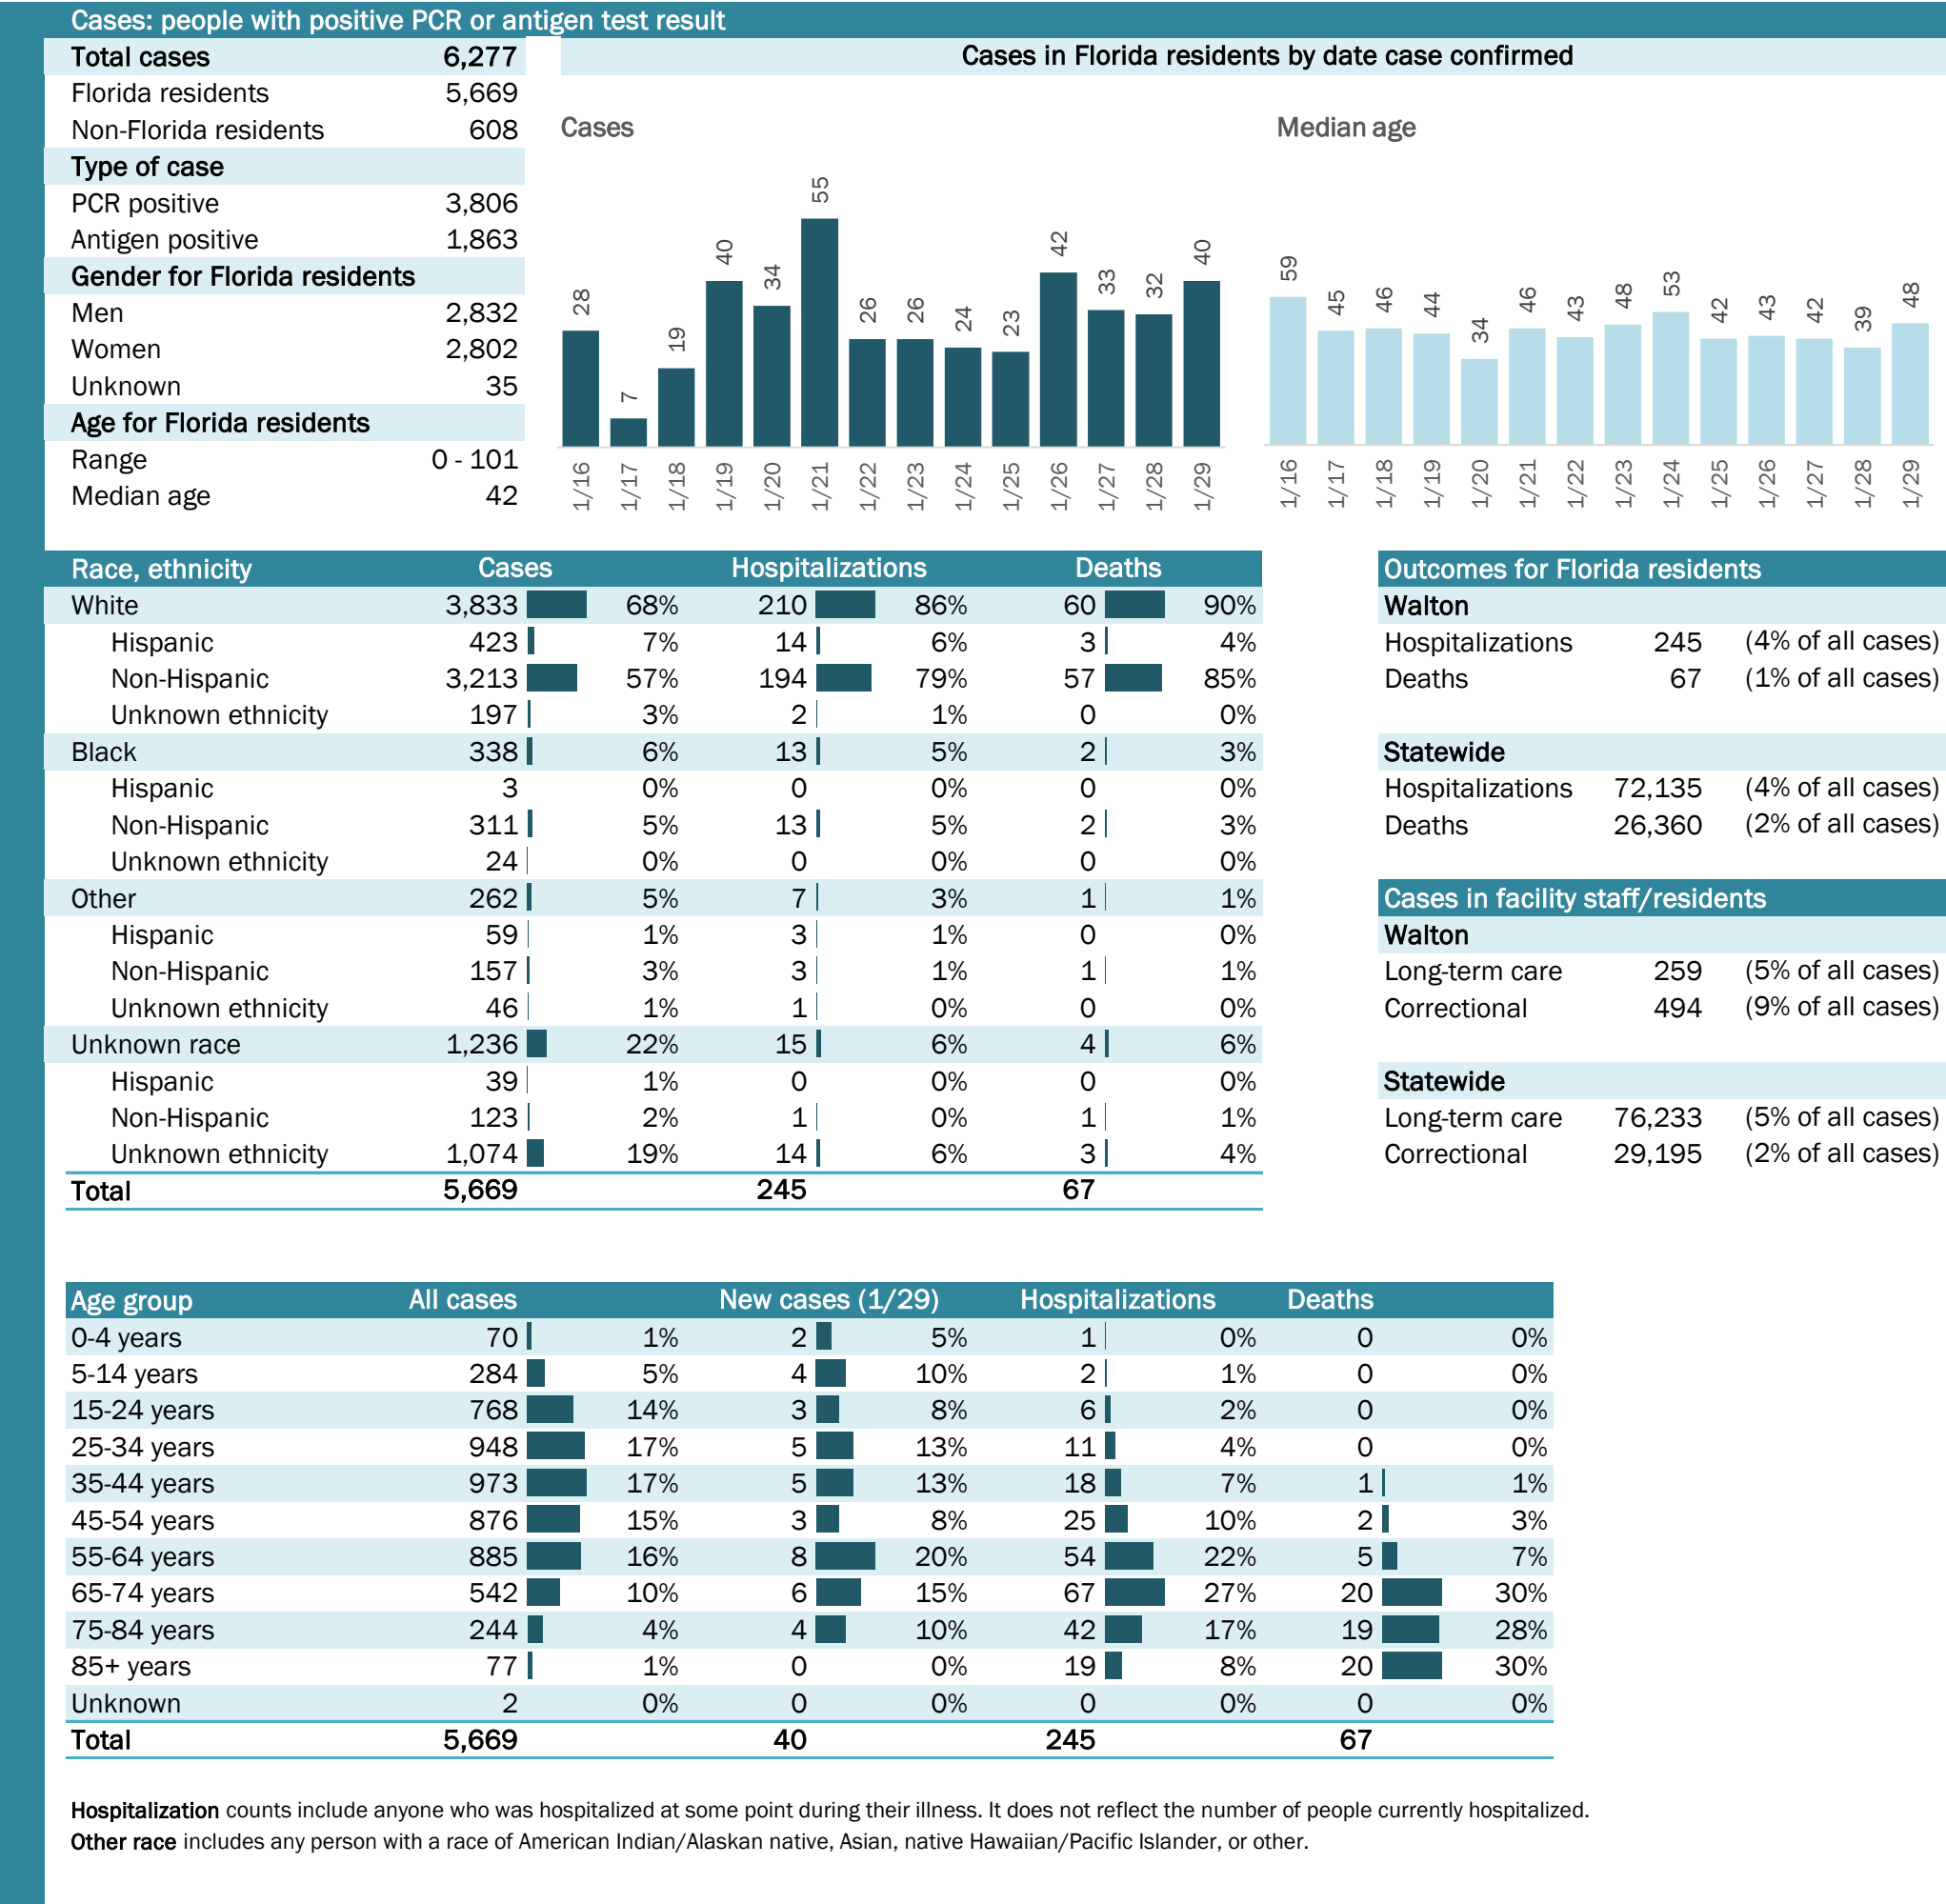 Cases: people with positive PCR or antigen test result
Total cases 6,277
Florida residents 5,669
Non-Florida residents 608
Type of case
PCR positive 3,806
Antigen positive 1,863
Gender for Florida residents
Men 2,832
Women 2,802
Unknown 35
Age for Florida residents
Range 0 - 101
Median age 42
Cases in Florida residents by date case confirmed
Cases
28 7 19 40 34 55 26 26 24 23 42 33 32 40
1/16 1/17 1/18 1/19 1/20 1/21 1/22 1/23 1/24 1/25 1/26 1/27 1/28 1/29
Median age
59 45 46 44 34 46 43 48 53 42 43 42 39 48
1/16 1/17 1/18 1/19 1/20 1/21 1/22 1/23 1/24 1/25 1/26 1/27 1/28 1/29
Race, ethnicity Cases Hospitalizations Deaths
White 3,833 68% 210 86% 60 90%
Hispanic 423 7% 14 6% 3 4%
Non-Hispanic 3,213 57% 194 79% 57 85%
Unknown ethnicity 197 3% 2 1% 0 0%
Black 338 6% 13 5% 2 3%
Hispanic 3 0% 0 0% 0 0%
Non-Hispanic 311 5% 13 5% 2 3%
Unknown ethnicity 24 0% 0 0% 0 0%
Other 262 5% 7 3% 1 1%
Hispanic 59 1% 3 1% 0 0%
Non-Hispanic 157 3% 3 1% 1 1%
Unknown ethnicity 46 1% 1 0% 0 0%
Unknown race 1,236 22% 15 6% 4 6%
Hispanic 39 1% 0 0% 0 0%
Non-Hispanic 123 2% 1 0% 1 1%
Unknown ethnicity 1,074 19% 14 6% 3 4%
Total 5,669 245 67
Outcomes for Florida residents
Walton
Hospitalizations 245 (4% of all cases)
Deaths 67 (1% of all cases)
Statewide
Hospitalizations 72,135 (4% of all cases)
Deaths 26,360 (2% of all cases)
Cases in facility staff/residents
Walton
Long-term care 259 (5% of all cases)
Correctional 494 (9% of all cases)
Statewide
Long-term care 76,233 (5% of all cases)
Correctional 29,195 (2% of all cases)
Age group All cases New cases (1/29) Hospitalizations Deaths
0-4 years 70 1% 2 5% 1 0% 0 0%
5-14 years 284 5% 4 10% 2 1% 0 0%
15-24 years 768 14% 3 8% 6 2% 0 0%
25-34 years 948 17% 5 13% 11 4% 0 0%
35-44 years 973 17% 5 13% 18 7% 1 1%
45-54 years 876 15% 3 8% 25 10% 2 3%
55-64 years 885 16% 8 20% 54 22% 5 7%
65-74 years 542 10% 6 15% 67 27% 20 30%
75-84 years 244 4% 4 10% 42 17% 19 28%
85+ years 77 1% 0 0% 19 8% 20 30%
Unknown 2 0% 0 0% 0 0% 0 0%
Total 5,669 40 245 67
Hospitalization counts include anyone who was hospitalized at some point during their illness. It does not reflect the number of people currently hospitalized.
Other race includes any person with a race of American Indian/Alaskan native, Asian, native Hawaiian/Pacific Islander, or other.